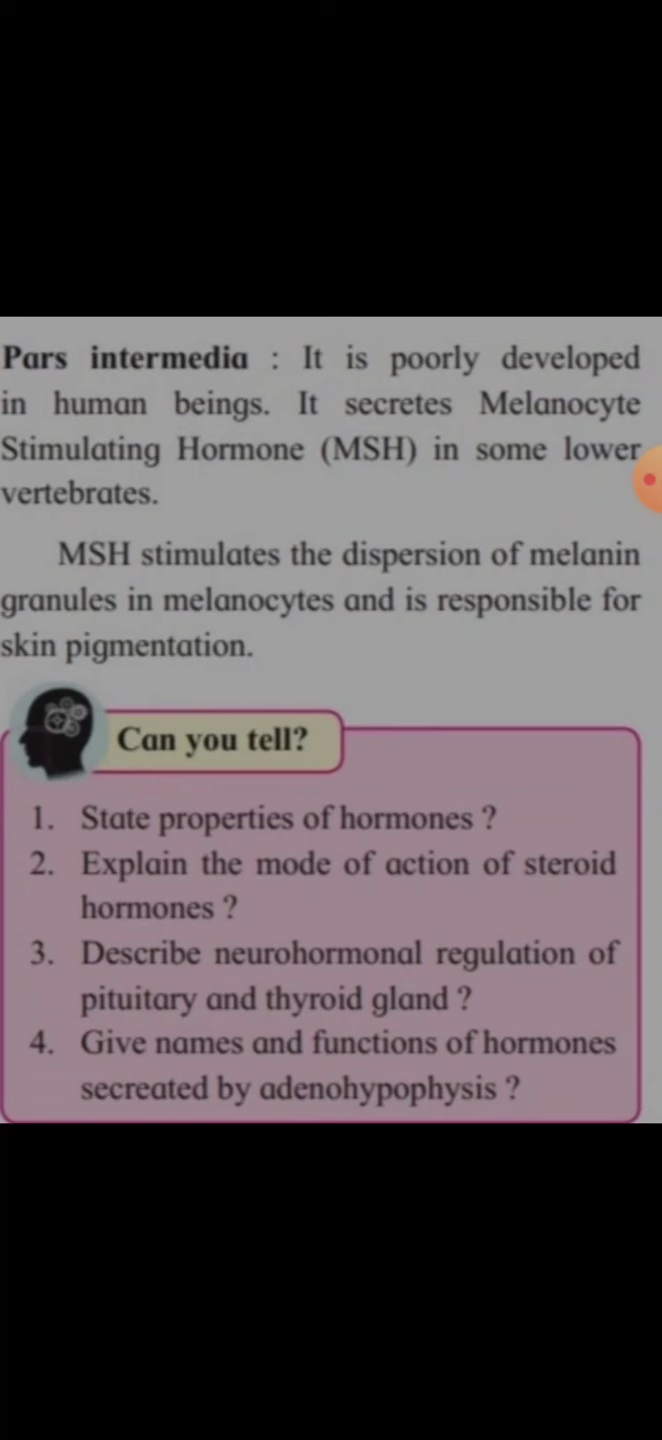 Pars intermedia : It is poorly developed
in human beings. It secretes Melanocyte
Stimulating Hormone (MSH) in some lower
vertebrates.
MSH stimulates the dispersion of melanin
granules in melanocytes and is responsible for
skin pigmentation.
Can you tell?
1. State properties of hormones ?
2. Explain the mode of action of steroid
hormones ?
3. Describe neurohormonal regulation of
pituitary and thyroid gland ?
4. Give names and functions of hormones
secreated by adenohypophysis ?